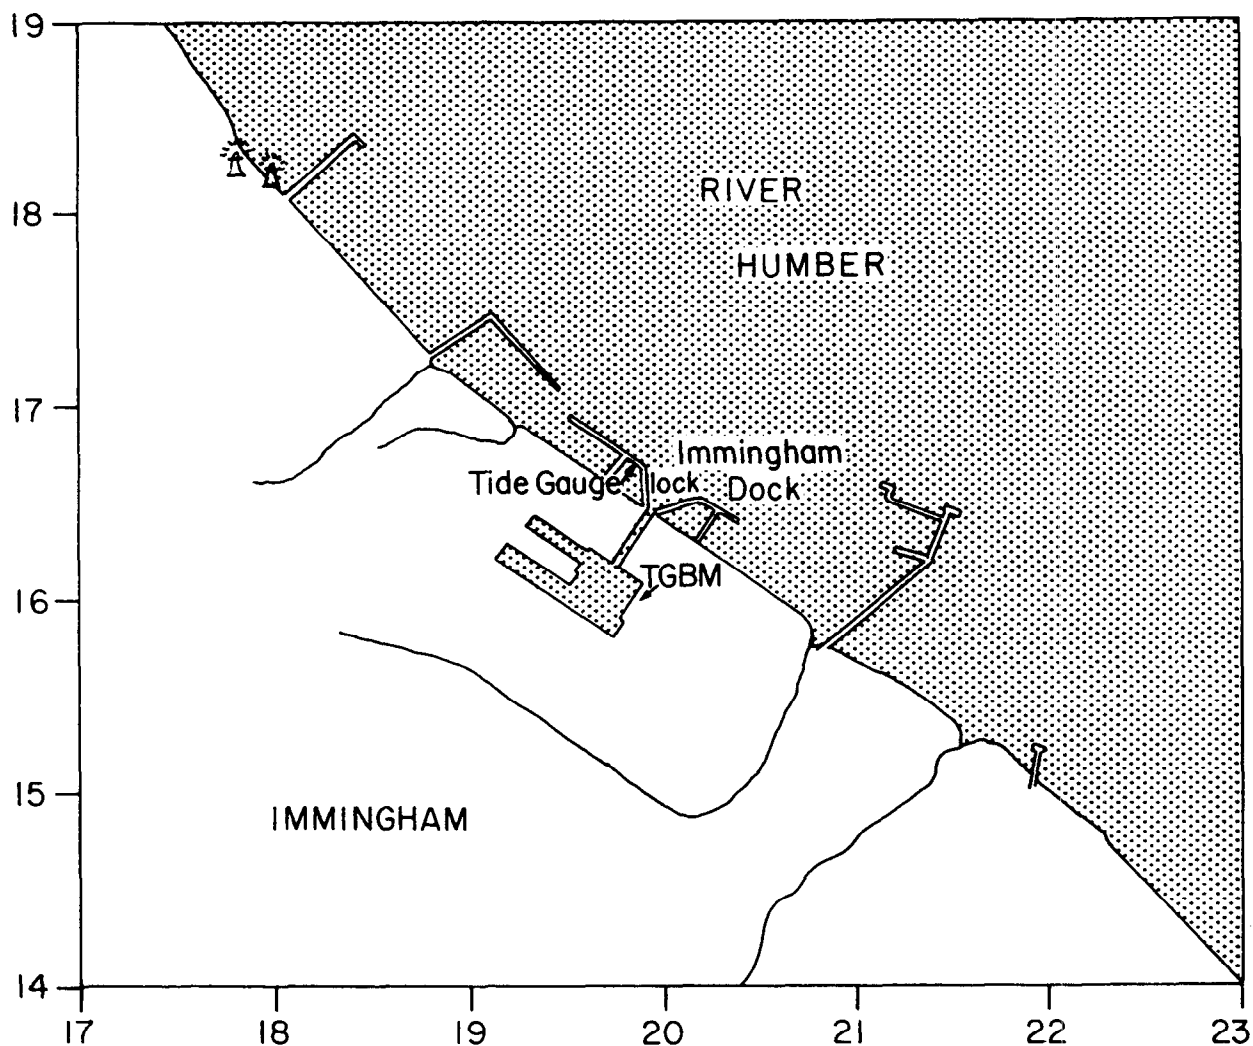 19
RIVER
18
HUMBER
17
Immingham
Tide Gauge lock Dock
TGBM
16
15
IMMINGHAM
14
17 18 19 20 21 22 23